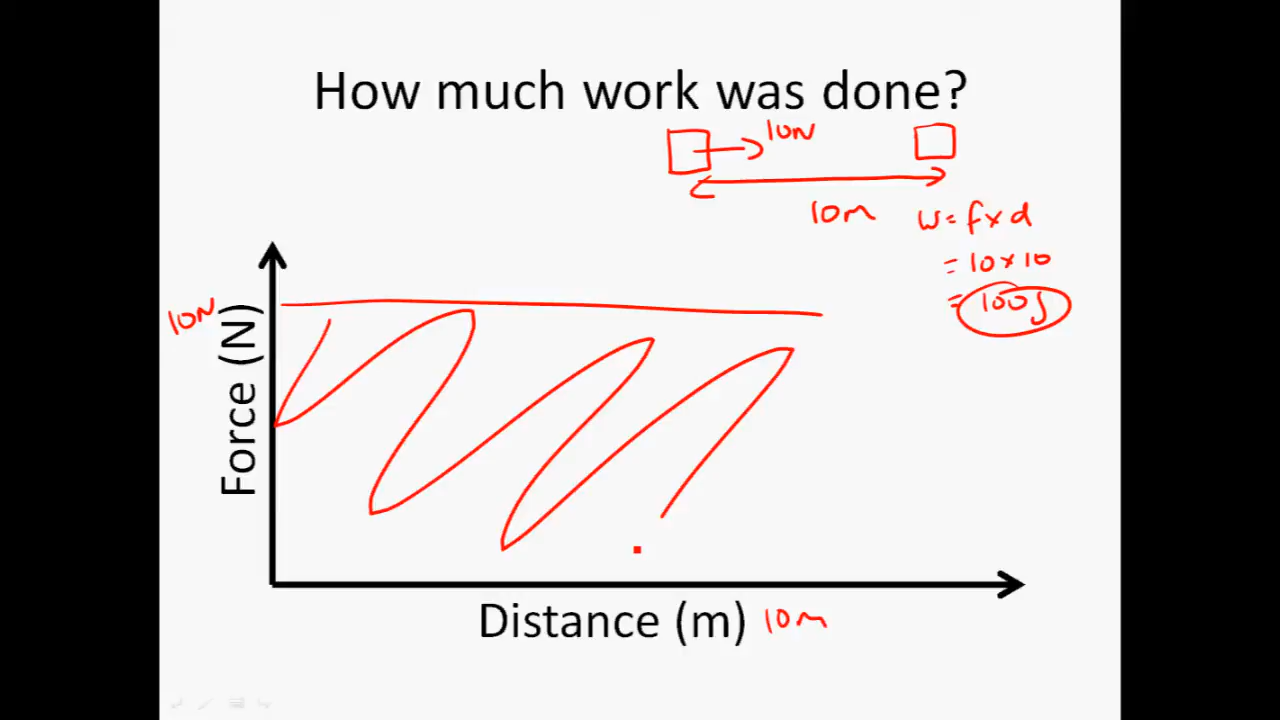 How much work was done?
10N
10m
W = f x d
= 10 x 10
= 100J
10N
Force (N)
Distance (m) 10m